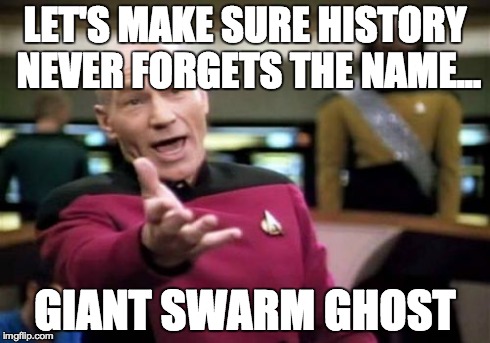 LET'S MAKE SURE HISTORY
NEVER FORGETS THE NAME...
GIANT SWARM GHOST
imgflip.com